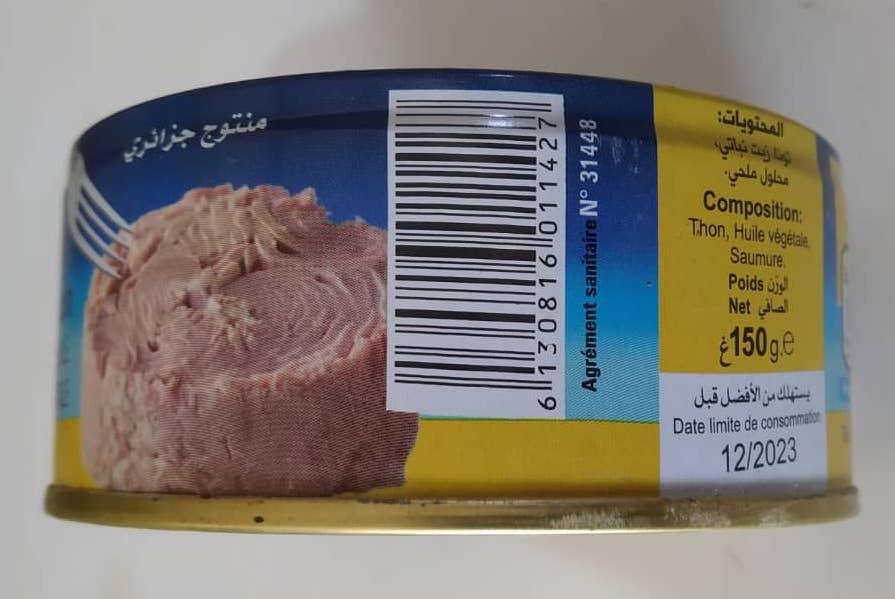 منتوج جزائري
6 130816 011427
Agrément sanitaire N° 31448
المحتويات:
تونة زيت نباتي،
محلول ملحي.
Composition:
Thon, Huile végétale,
Saumure.
Poids الوزن
Net الصافي
غ150g.e
يستهلك من الأفضل قبل
Date limite de consommation
12/2023